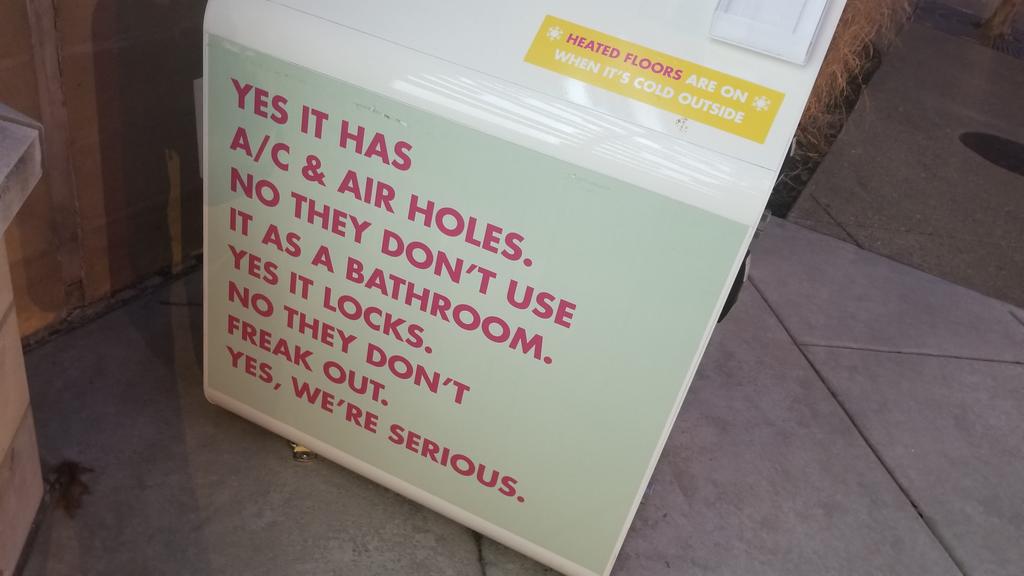 HEATED FLOORS ARE ON
WHEN IT'S COLD OUTSIDE
YES IT HAS
A/C & AIR HOLES.
NO THEY DON'T USE
IT AS A BATHROOM.
YES IT LOCKS.
NO THEY DON'T
FREAK OUT.
YES, WE'RE SERIOUS.